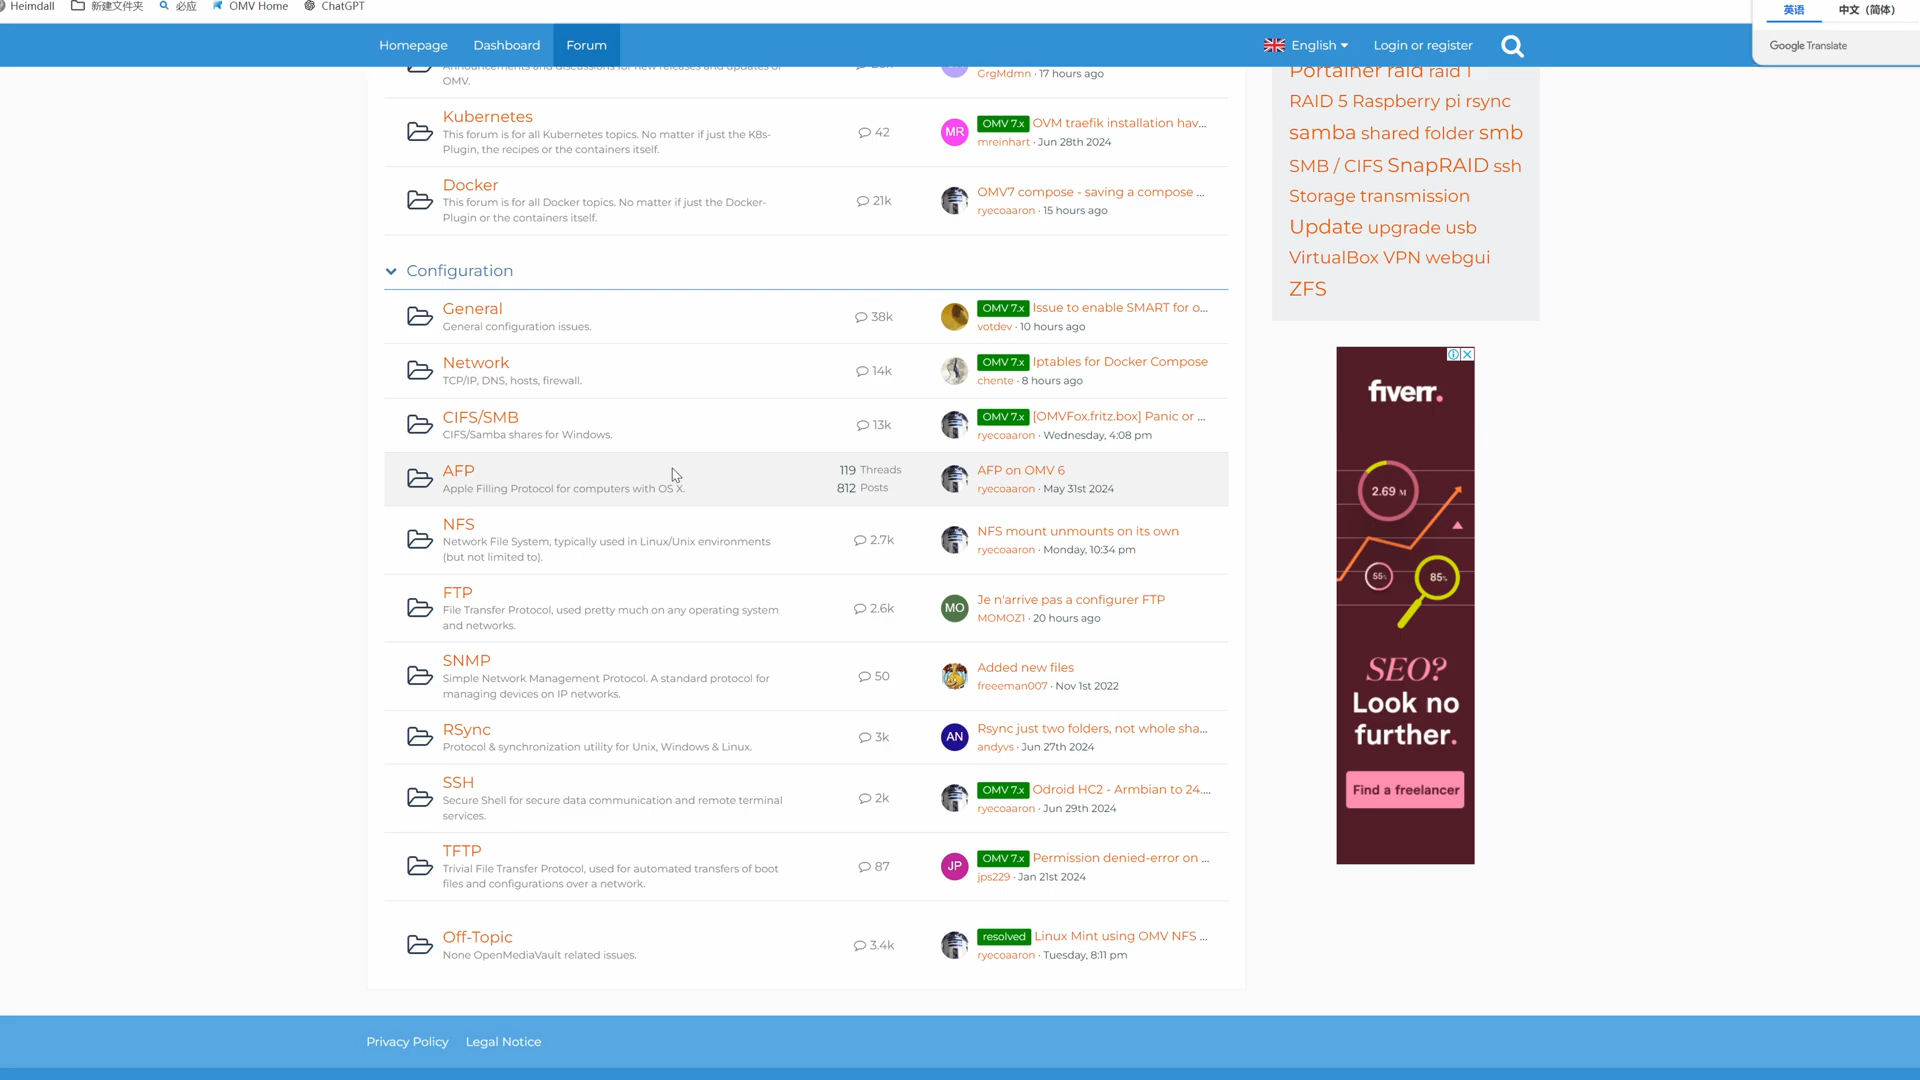 Heimdall 新建文件夹 必应 OMV Home ChatGPT
英语 中文（简体）
Google Translate
Homepage Dashboard Forum English Login or register
OMV.
GrgMdmn · 17 hours ago
Kubernetes
This forum is for all Kubernetes topics. No matter if just the K8s-
Plugin, the recipes or the containers itself.
42
MR
OMV 7.x OVM traefik installation hav…
mreinhart · Jun 28th 2024
Docker
This forum is for all Docker topics. No matter if just the Docker-
Plugin or the containers itself.
21k
OMV7 compose - saving a compose …
ryecoaaron · 15 hours ago
Configuration
General
General configuration issues.
38k
OMV 7.x Issue to enable SMART for o…
votdev · 10 hours ago
Network
TCP/IP, DNS, hosts, firewall.
14k
OMV 7.x Iptables for Docker Compose
chente · 8 hours ago
CIFS/SMB
CIFS/Samba shares for Windows.
13k
OMV 7.x [OMVFox.fritz.box] Panic or …
ryecoaaron · Wednesday, 4:08 pm
AFP
Apple Filling Protocol for computers with OS X.
119 Threads
812 Posts
AFP on OMV 6
ryecoaaron · May 31st 2024
NFS
Network File System, typically used in Linux/Unix environments
(but not limited to).
2.7k
NFS mount unmounts on its own
ryecoaaron · Monday, 10:34 pm
FTP
File Transfer Protocol, used pretty much on any operating system
and networks.
2.6k
MO
Je n'arrive pas a configurer FTP
MOMOZ1 · 20 hours ago
SNMP
Simple Network Management Protocol. A standard protocol for
managing devices on IP networks.
50
Added new files
freeeman007 · Nov 1st 2022
RSync
Protocol & synchronization utility for Unix, Windows & Linux.
3k
AN
Rsync just two folders, not whole sha…
andyvs · Jun 27th 2024
SSH
Secure Shell for secure data communication and remote terminal
services.
2k
OMV 7.x Odroid HC2 - Armbian to 24.…
ryecoaaron · Jun 29th 2024
TFTP
Trivial File Transfer Protocol, used for automated transfers of boot
files and configurations over a network.
87
JP
OMV 7.x Permission denied-error on …
jps229 · Jan 21st 2024
Off-Topic
None OpenMediaVault related issues.
3.4k
resolved Linux Mint using OMV NFS …
ryecoaaron · Tuesday, 8:11 pm
Portainer raid raid 1
RAID 5 Raspberry pi rsync
samba shared folder smb
SMB / CIFS SnapRAID ssh
Storage transmission
Update upgrade usb
VirtualBox VPN webgui
ZFS
fiverr.
2.69 M
55%
85%
SEO?
Look no
further.
Find a freelancer
Privacy Policy Legal Notice